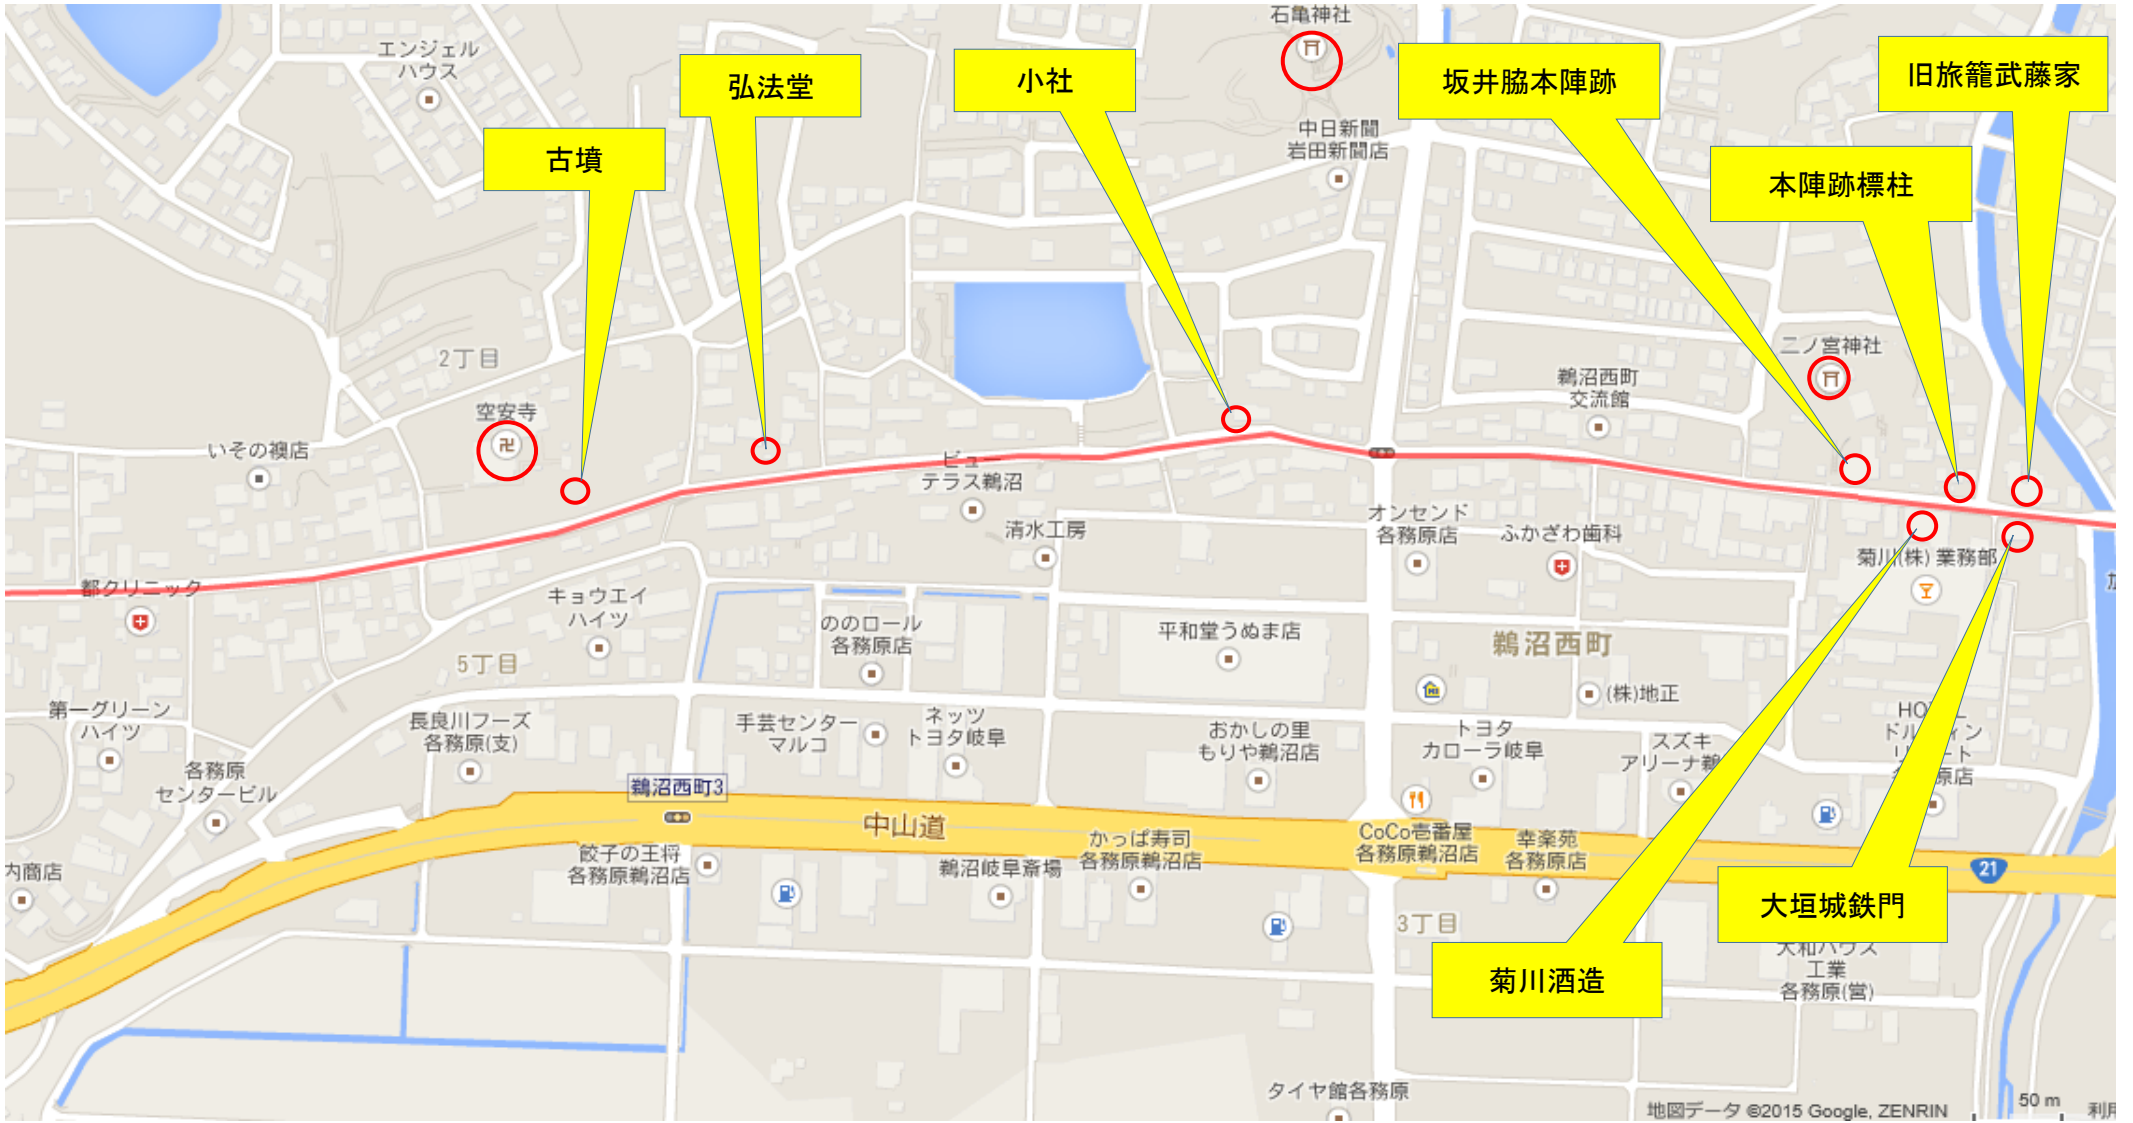 石亀神社
エンジェル
ハウス
弘法堂
小社
坂井脇本陣跡
旧旅籠武藤家
中日新聞
岩田新聞店
古墳
本陣跡標柱
2丁目
二ノ宮神社
鵜沼西町
交流館
空安寺
いその襖店
ビュー
テラス鵜沼
清水工房
オンセンド
各務原店
ふかざわ歯科
菊川(株) 業務部
都クリニック
キョウエイ
ハイツ
ののロール
各務原店
平和堂うぬま店
鵜沼西町
5丁目
(株)地正
第一グリーン
ハイツ
長良川フーズ
各務原(支)
手芸センター
マルコ
ネッツ
トヨタ岐阜
おかしの里
もりや鵜沼店
トヨタ
カローラ岐阜
スズキ
アリーナ鵜
各務原
センタービル
鵜沼西町3
中山道
餃子の王将
各務原鵜沼店
鵜沼岐阜斎場
かっぱ寿司
各務原鵜沼店
CoCo壱番屋
各務原鵜沼店
幸楽苑
各務原店
21
内商店
大垣城鉄門
3丁目
菊川酒造
大和ハウス
工業
各務原(営)
タイヤ館各務原
地図データ ©2015 Google, ZENRIN
50 m
利用